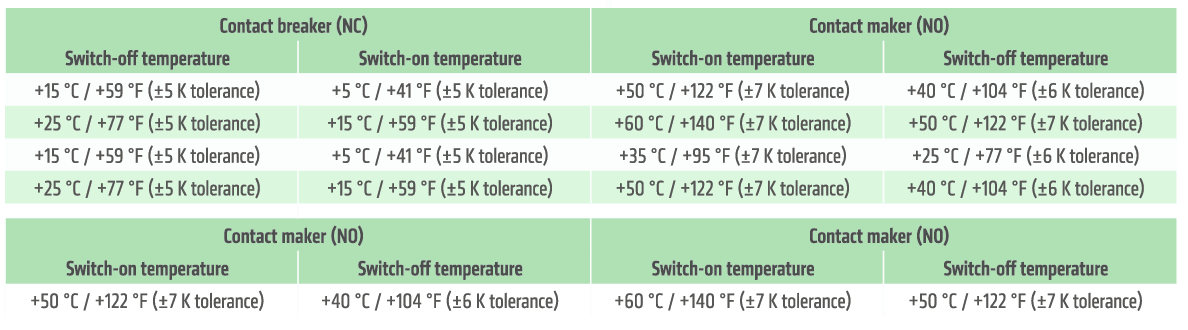 Contact breaker (NC) Contact maker (NO)
Switch-off temperature Switch-on temperature Switch-on temperature Switch-off temperature
+15 °C / +59 °F (±5 K tolerance) +5 °C / +41 °F (±5 K tolerance) +50 °C / +122 °F (±7 K tolerance) +40 °C / +104 °F (±6 K tolerance)
+25 °C / +77 °F (±5 K tolerance) +15 °C / +59 °F (±5 K tolerance) +60 °C / +140 °F (±7 K tolerance) +50 °C / +122 °F (±7 K tolerance)
+15 °C / +59 °F (±5 K tolerance) +5 °C / +41 °F (±5 K tolerance) +35 °C / +95 °F (±7 K tolerance) +25 °C / +77 °F (±6 K tolerance)
+25 °C / +77 °F (±5 K tolerance) +15 °C / +59 °F (±5 K tolerance) +50 °C / +122 °F (±7 K tolerance) +40 °C / +104 °F (±6 K tolerance)
Contact maker (NO) Contact maker (NO)
Switch-on temperature Switch-off temperature Switch-on temperature Switch-off temperature
+50 °C / +122 °F (±7 K tolerance) +40 °C / +104 °F (±6 K tolerance) +60 °C / +140 °F (±7 K tolerance) +50 °C / +122 °F (±7 K tolerance)